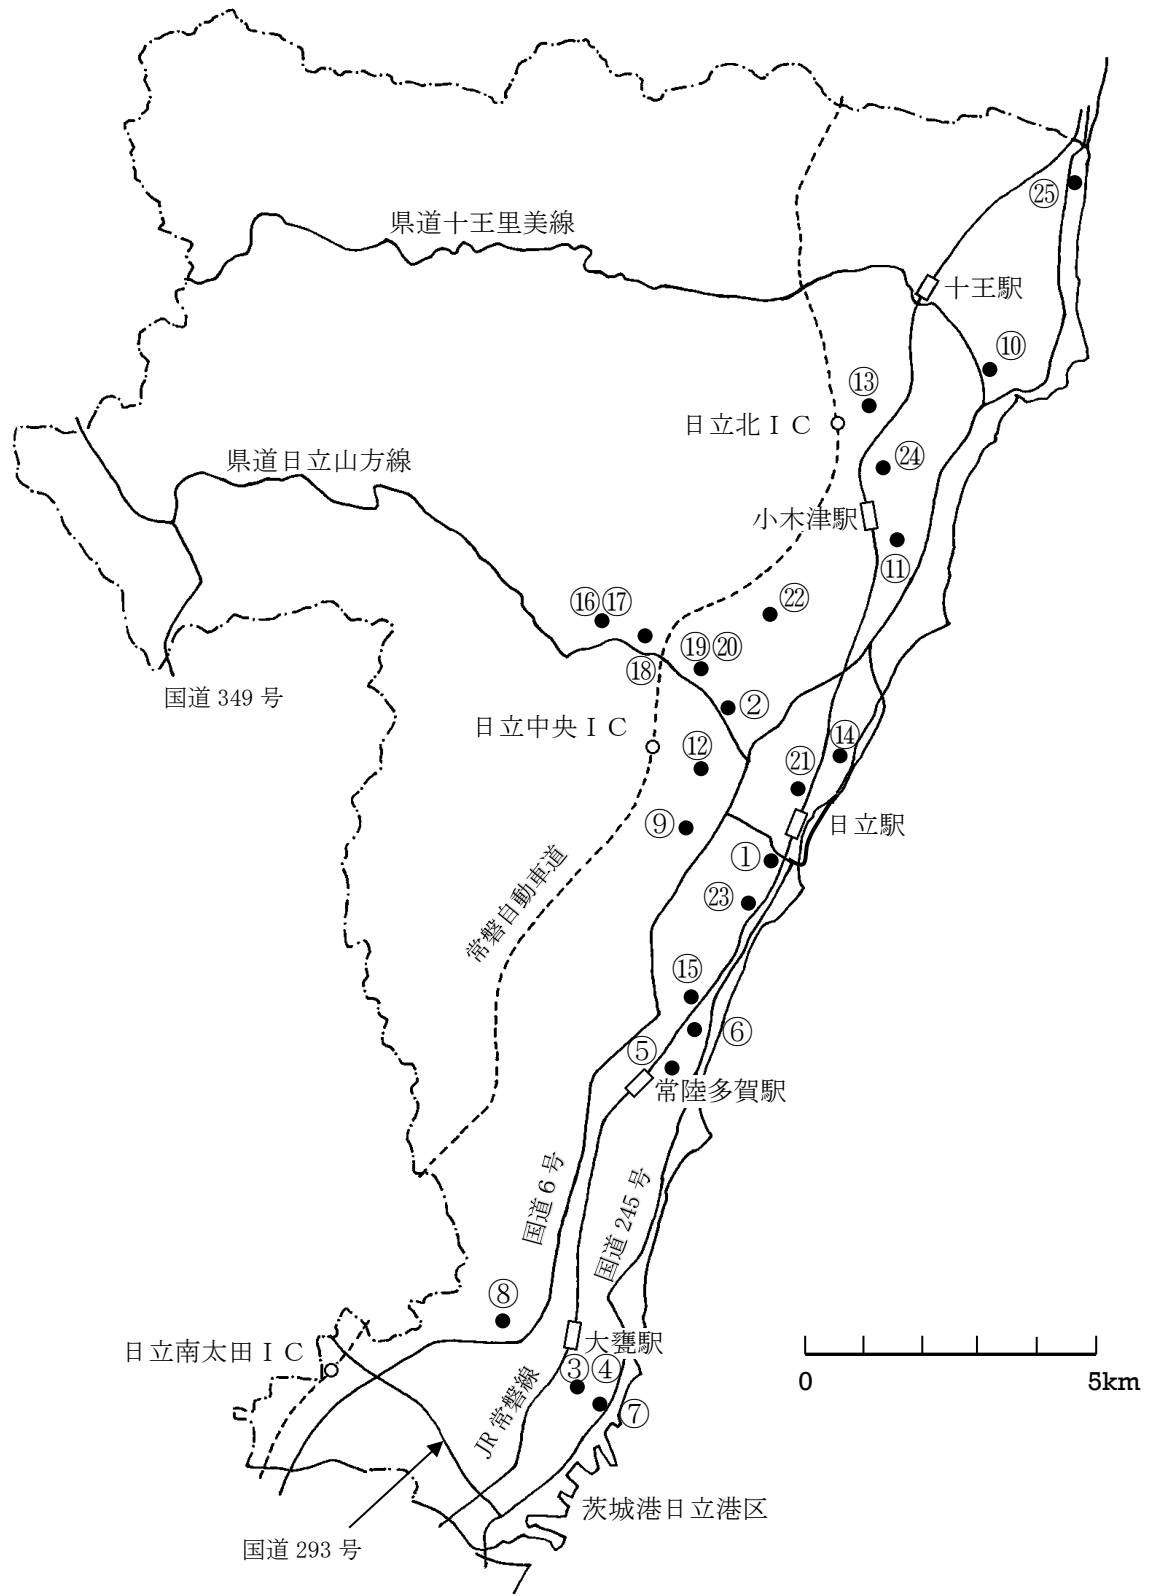 ㉕
県道十王里美線
十王駅
⑩
⑬
日立北ＩＣ
県道日立山方線
㉔
小木津駅
⑪
⑯⑰
㉒
⑲⑳
⑱
国道 349 号
②
日立中央ＩＣ
⑭
⑫
㉑
⑨
日立駅
①
常磐自動車道
㉓
⑮
⑥
⑤
常陸多賀駅
国道 6 号
国道 245 号
⑧
大甕駅
日立南太田ＩＣ
③④
0
5km
JR 常磐線
⑦
茨城港日立港区
国道 293 号